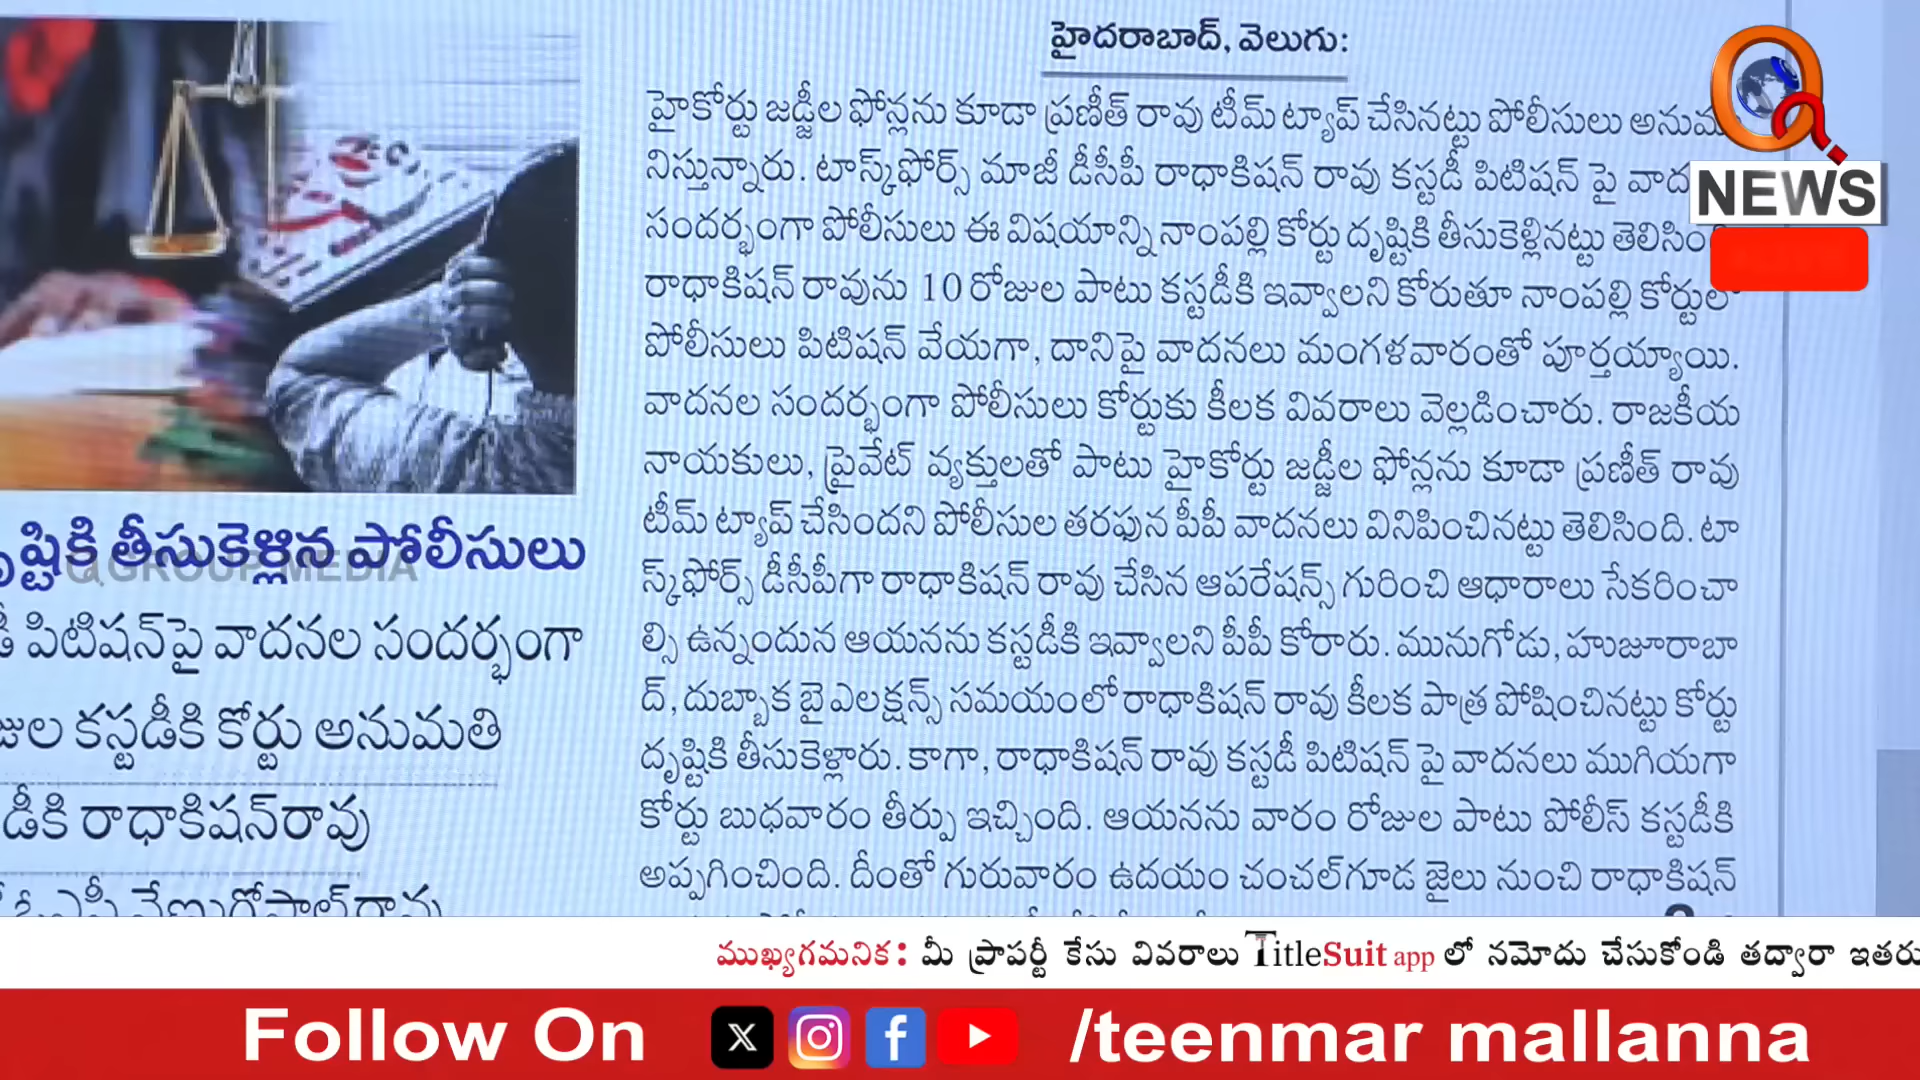 హైదరాబాద్, వెలుగు:
హైకోర్టు జడ్జీల ఫోన్లను కూడా ప్రణీత్ రావు టీమ్ ట్యాప్ చేసినట్టు పోలీసులు అనుమా
నిస్తున్నారు. టాస్క్‌ఫోర్స్ మాజీ డీసీపీ రాధాకిషన్ రావు కస్టడీ పిటిషన్ పై
సందర్భంగా పోలీసులు ఈ విషయాన్ని నాంపల్లి కోర్టు దృష్టికి తీసుకెళ్లినట్టు తెలిసింది
రాధాకిషన్ రావును 10 రోజుల పాటు కస్టడీకి ఇవ్వాలని కోరుతూ నాంపల్లి కోర్టులో
పోలీసులు పిటిషన్ వేయగా, దానిపై వాదనలు మంగళవారంతో పూర్తయ్యాయి.
వాదనల సందర్భంగా పోలీసులు కోర్టుకు కీలక వివరాలు వెల్లడించారు. రాజకీయ
నాయకులు, ప్రైవేట్ వ్యక్తులతో పాటు హైకోర్టు జడ్జీల ఫోన్లను కూడా ప్రణీత్ రావు
టీమ్ ట్యాప్ చేసిందని పోలీసుల తరఫున పీపీ వాదనలు వినిపించినట్టు తెలిసింది. టా
స్క్‌ఫోర్స్ డీసీపీగా రాధాకిషన్ రావు చేసిన ఆపరేషన్స్ గురించి ఆధారాలు సేకరించా
ల్సి ఉన్నందున ఆయనను కస్టడీకి ఇవ్వాలని పీపీ కోరారు. మునుగోడు, హుజూరాబా
ద్, దుబ్బాక బై ఎలక్షన్స్ సమయంలో రాధాకిషన్ రావు కీలక పాత్ర పోషించినట్టు కోర్టు
దృష్టికి తీసుకెళ్లారు. కాగా, రాధాకిషన్ రావు కస్టడీ పిటిషన్ పై వాదనలు ముగియగా
కోర్టు బుధవారం తీర్పు ఇచ్చింది. ఆయనను వారం రోజుల పాటు పోలీస్ కస్టడీకి
అప్పగించింది. దీంతో గురువారం ఉదయం చంచల్‌గూడ జైలు నుంచి రాధాకిషన్
తీసుకెళ్లిన పోలీసులు
GROUP MEDIA
పిటిషన్‌పై వాదనల సందర్భంగా
కస్టడీకి కోర్టు అనుమతి
రాధాకిషన్‌రావు
Q NEWS
ముఖ్యగమనిక: మీ ప్రాపర్టీ కేసు వివరాలు TitleSuit app లో నమోదు చేసుకోండి తద్వారా ఇతరు
Follow On /teenmar mallanna